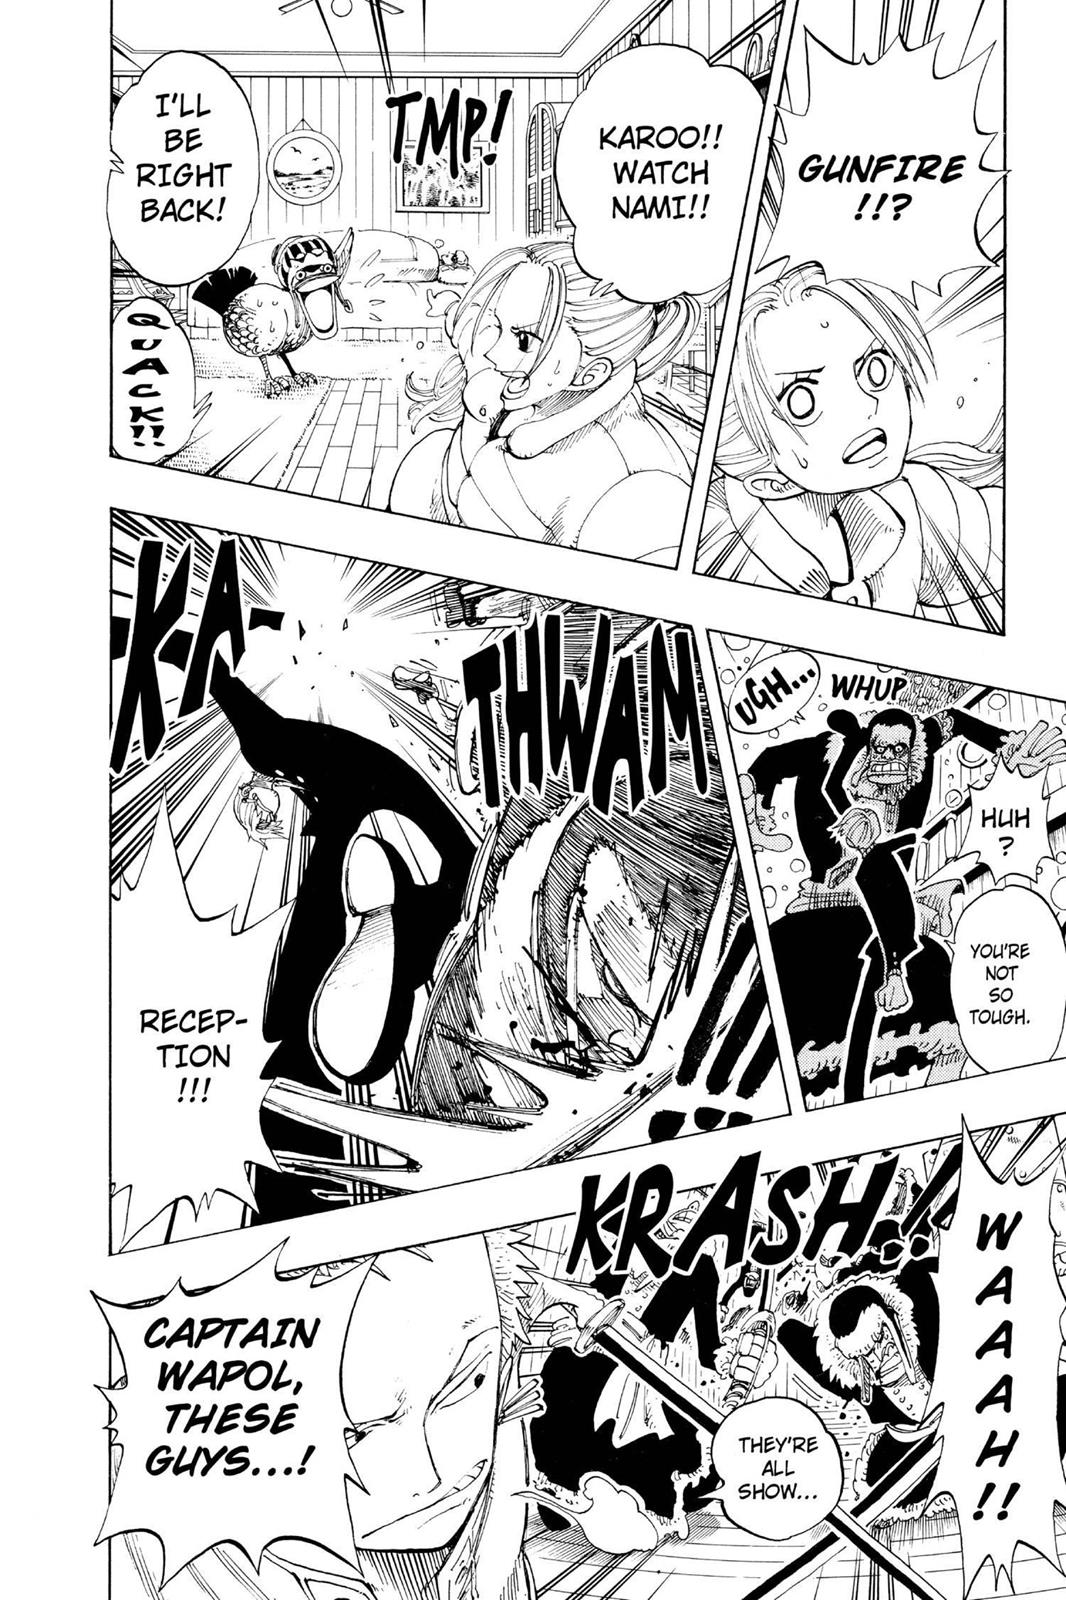 GUNFIRE
!!?
KAROO!!
WATCH
NAMI!!
TMP!
I'LL
BE
RIGHT
BACK!
QUACK!!
UGH...
WHUP
HUH
?
YOU'RE
NOT
SO
TOUGH.
-K-A-
THWAM
!!!
RECEP-
TION
!!!
WAAAH!!
KRASH!!
THEY'RE
ALL
SHOW...
CAPTAIN
WAPOL,
THESE
GUYS...!